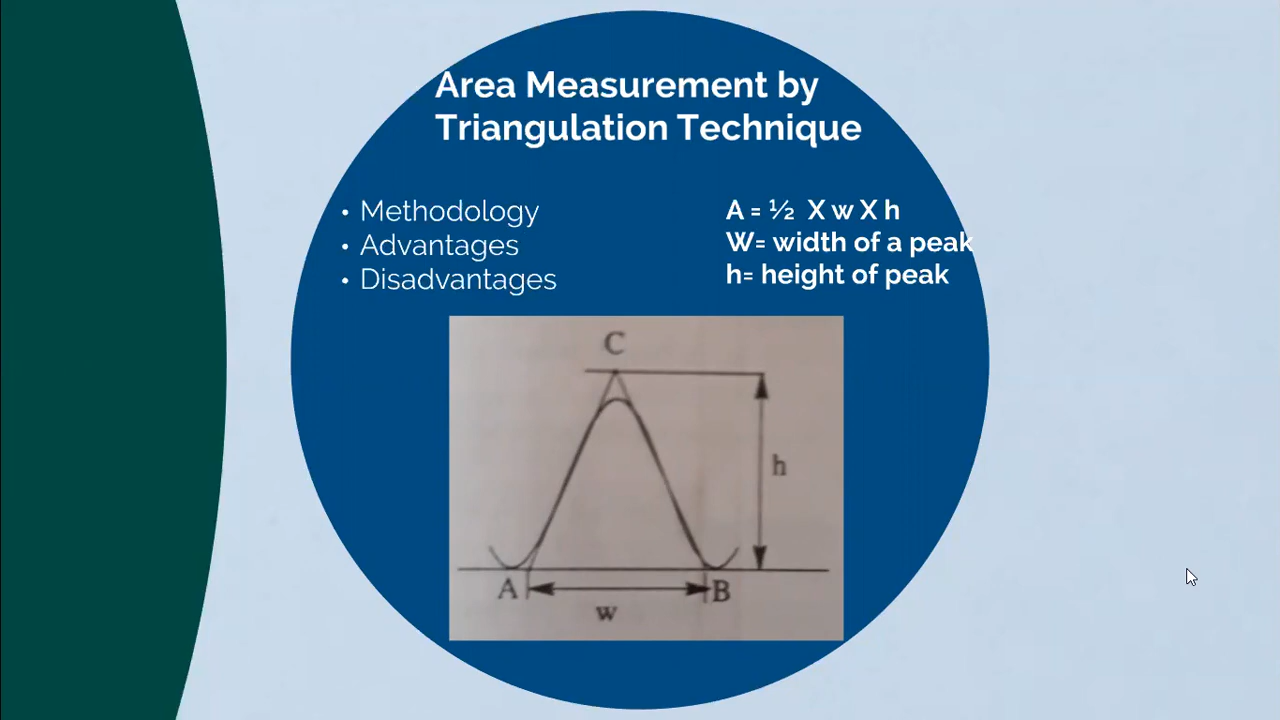 Area Measurement by
Triangulation Technique
• Methodology
• Advantages
• Disadvantages
A = ½ X w X h
W= width of a peak
h= height of peak
C
h
A
B
w